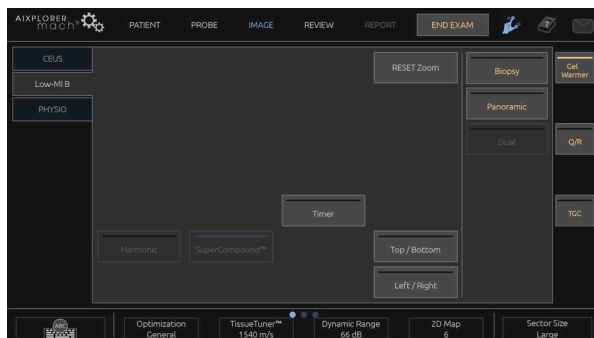 AIXPLORER
mach
PATIENT
PROBE
IMAGE
REVIEW
REPORT
END EXAM
CEUS
Low-MI B
PHYSIO
RESET Zoom
Biopsy
Gel
Warmer
Panoramic
Dual
Q/R
Timer
TGC
Harmonic
SuperCompound™
Top / Bottom
Left / Right
ABC
Optimization
General
TissueTuner™
1540 m/s
Dynamic Range
66 dB
2D Map
6
Sector Size
Large